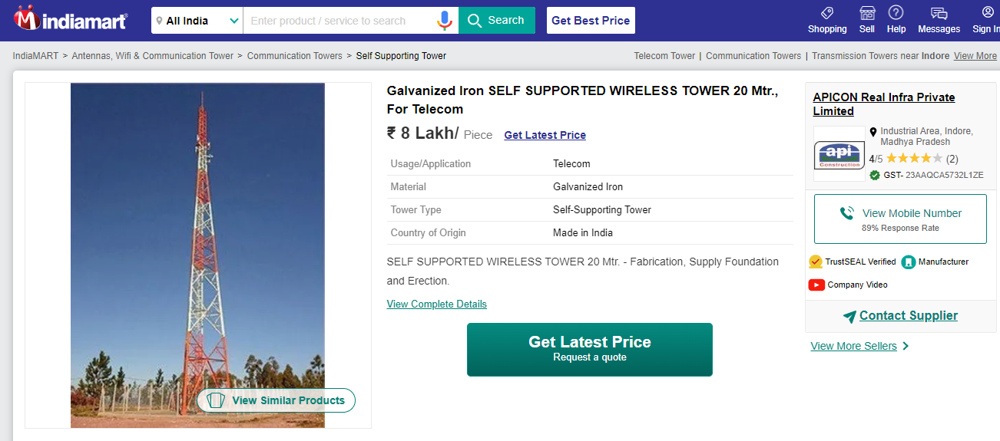 indiamart
All India
Enter product / service to search
Search
Get Best Price
Shopping
Sell
Help
Messages
Sign In
IndiaMART > Antennas, Wifi & Communication Tower > Communication Towers > Self Supporting Tower
Telecom Tower | Communication Towers | Transmission Towers near Indore View More
Galvanized Iron SELF SUPPORTED WIRELESS TOWER 20 Mtr.,
For Telecom
₹ 8 Lakh/ Piece Get Latest Price
Usage/Application Telecom
Material Galvanized Iron
Tower Type Self-Supporting Tower
Country of Origin Made in India
SELF SUPPORTED WIRELESS TOWER 20 Mtr. - Fabrication, Supply Foundation
and Erection.
View Complete Details
Get Latest Price
Request a quote
View Similar Products
APICON Real Infra Private
Limited
api
Construction
Industrial Area, Indore,
Madhya Pradesh
4/5 (2)
GST- 23AAQCA5732L1ZE
View Mobile Number
89% Response Rate
TrustSEAL Verified Manufacturer
Company Video
Contact Supplier
View More Sellers